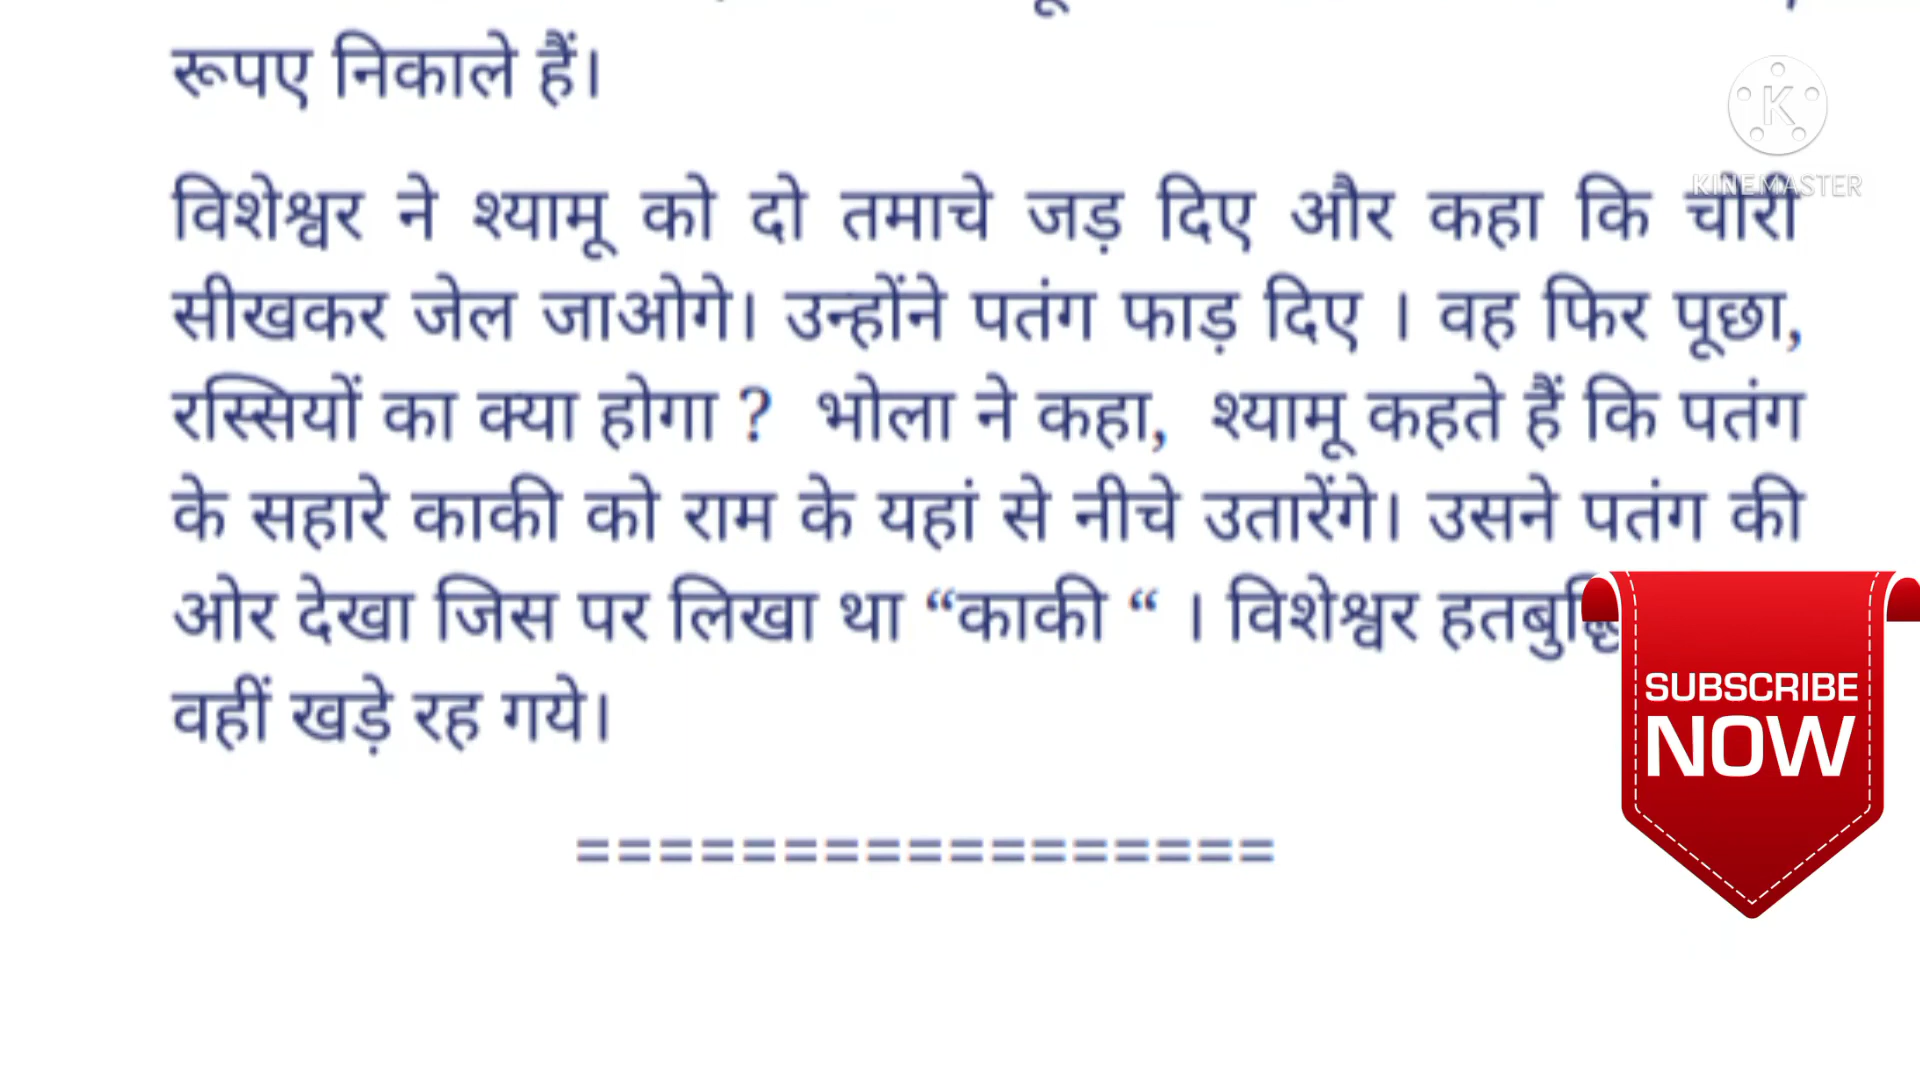 रूपए निकाले हैं।
KINEMASTER
विशेश्वर ने श्यामू को दो तमाचे जड़ दिए और कहा कि चोरी
सीखकर जेल जाओगे। उन्होंने पतंग फाड़ दिए । वह फिर पूछा,
रस्सियों का क्या होगा ? भोला ने कहा, श्यामू कहते हैं कि पतंग
के सहारे काकी को राम के यहां से नीचे उतारेंगे। उसने पतंग की
ओर देखा जिस पर लिखा था “काकी “ । विशेश्वर हतबुद्धि
वहीं खड़े रह गये।
SUBSCRIBE
NOW
=================